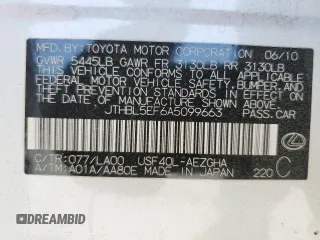 MFD. BY: TOYOTA MOTOR CORPORATION 06/10
GVWR 5445LB GAWR FR 3130LB RR 3130LB
THIS VEHICLE CONFORMS TO ALL APPLICABLE
FEDERAL MOTOR VEHICLE SAFETY, BUMPER, AND
THEFT PREVENTION STANDARDS IN EFFECT ON
THE DATE OF MANUFACTURE SHOWN ABOVE.
JTHBL5EF6A5099663 PASS.CAR
C/TR:077/LA00 USF40L-AEZGHA
A/TM:A01A/AA80E MADE IN JAPAN 220 C
DRIVEGOOD.COM